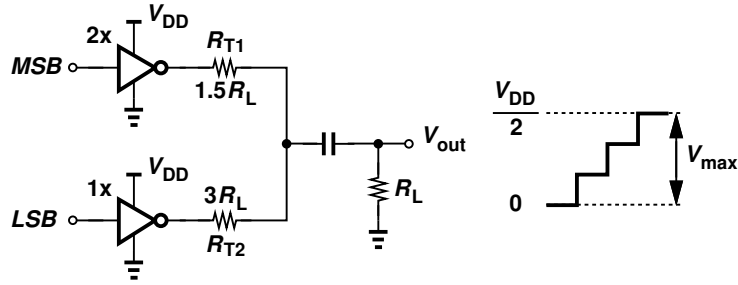 2x
V_DD
R_T1
MSB
1.5R_L
1x
V_DD
3R_L
LSB
R_T2
V_out
R_L
V_DD
2
0
V_max